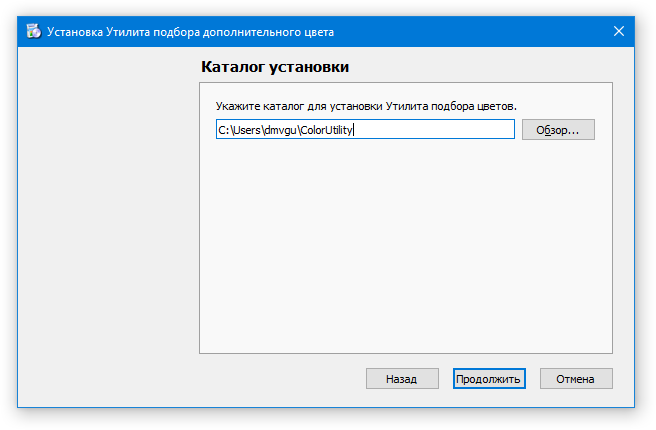 Установка Утилита подбора дополнительного цвета
Каталог установки
Укажите каталог для установки Утилита подбора цветов.
C:\Users\dmvgu\ColorUtility
Обзор...
Назад
Продолжить
Отмена